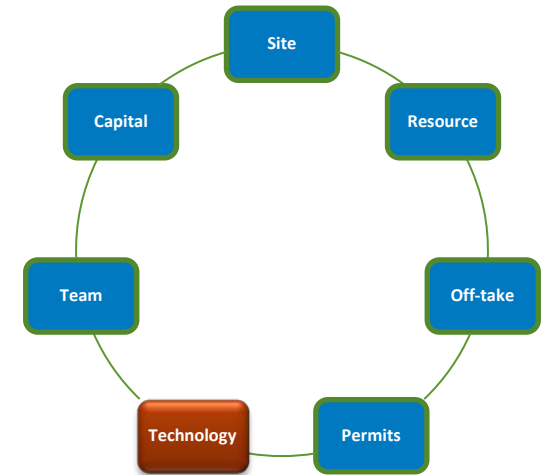 Site
Resource
Off-take
Permits
Technology
Team
Capital